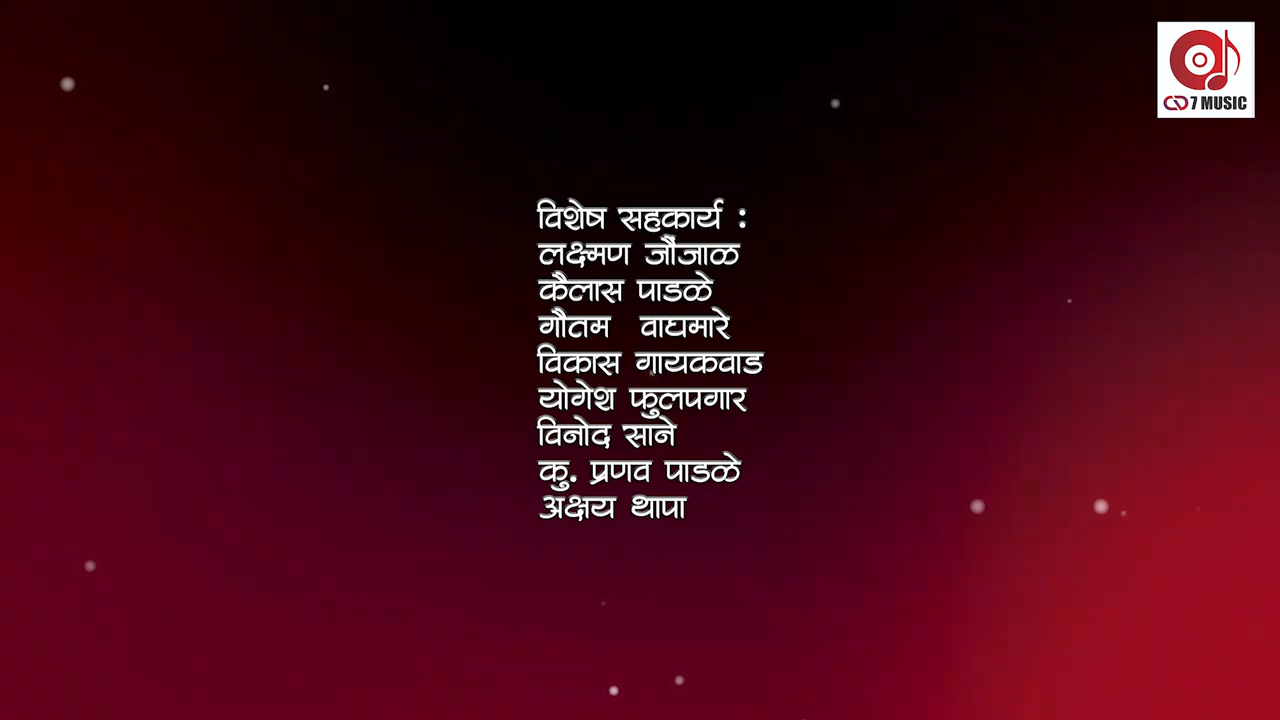 7 MUSIC
विशेष सहकार्य :
लक्ष्मण जौंजाळ
कैलास पाडळे
गौतम वाघमारे
विकास गायकवाड
योगेश फुलपगार
विनोद साने
कु. प्रणव पाडळे
अक्षय थापा